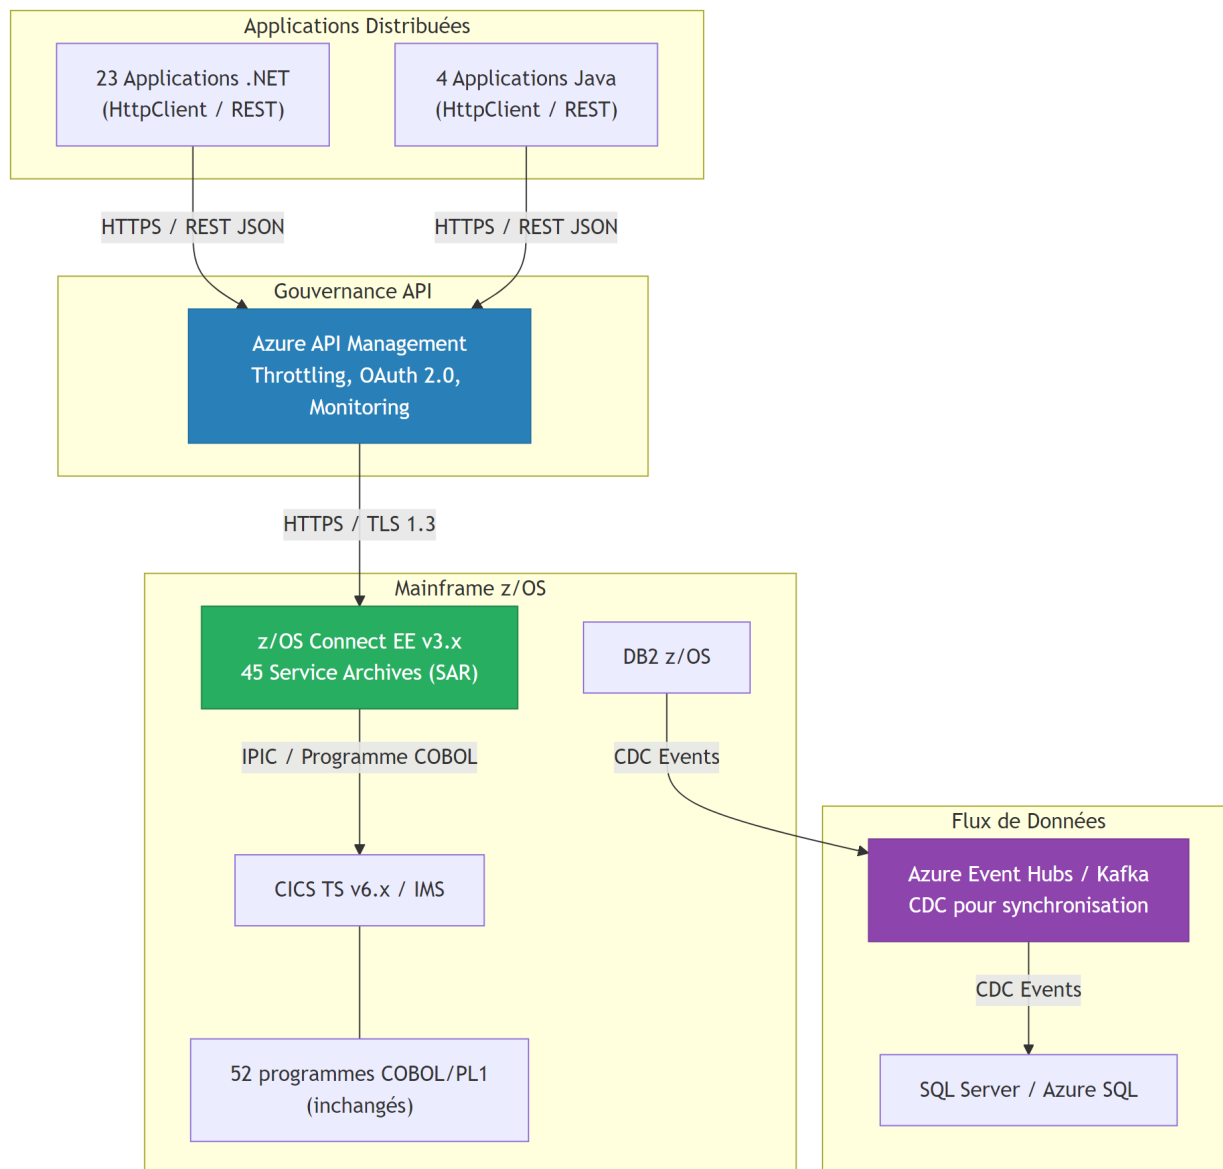 Applications Distribuées
23 Applications .NET
(HttpClient / REST)
4 Applications Java
(HttpClient / REST)
HTTPS / REST JSON
HTTPS / REST JSON
Gouvernance API
Azure API Management
Throttling, OAuth 2.0,
Monitoring
HTTPS / TLS 1.3
Mainframe z/OS
z/OS Connect EE v3.x
45 Service Archives (SAR)
DB2 z/OS
IPIC / Programme COBOL
CDC Events
CICS TS v6.x / IMS
52 programmes COBOL/PL1
(inchangés)
Flux de Données
Azure Event Hubs / Kafka
CDC pour synchronisation
CDC Events
SQL Server / Azure SQL